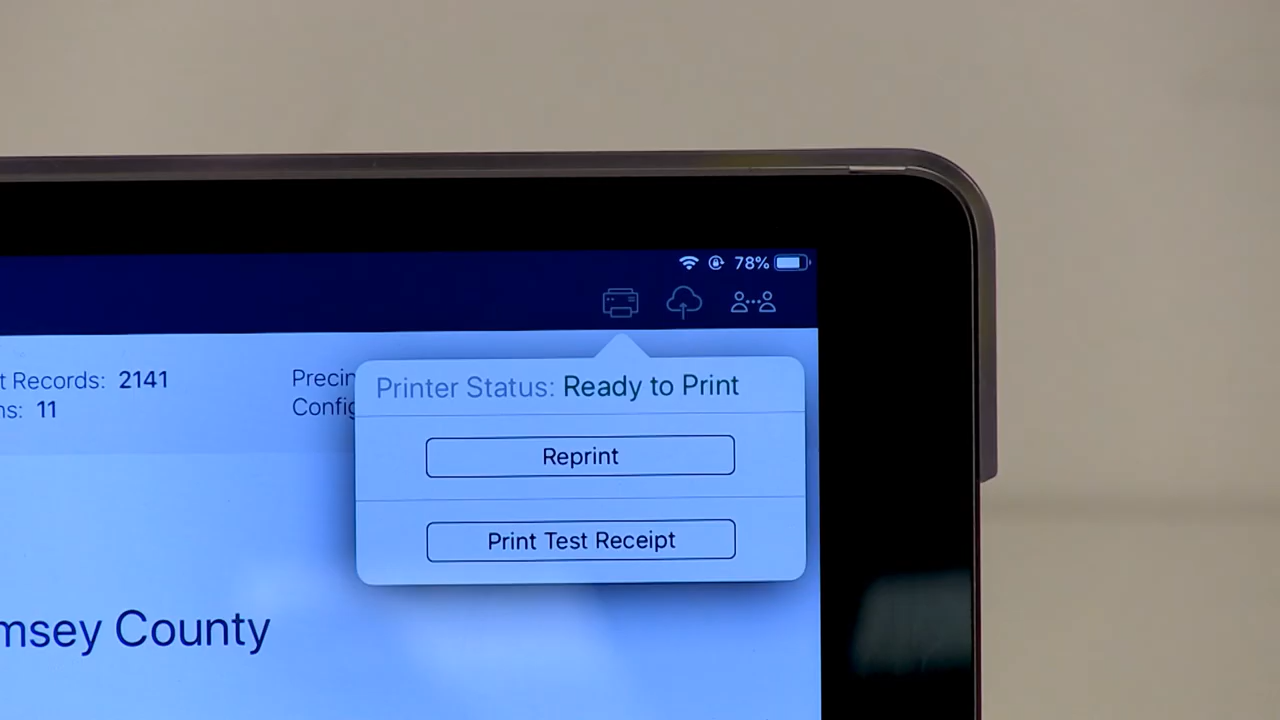 78%
t Records: 2141
ns: 11
Precin
Config
Printer Status: Ready to Print
Reprint
Print Test Receipt
msey County